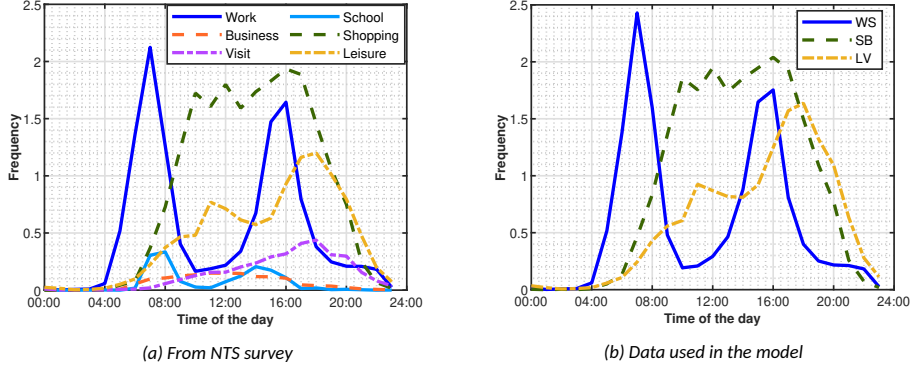 Work
School
Business
Shopping
Visit
Leisure
2.5
2
1.5
1
0.5
0
Frequency
00:00 04:00 08:00 12:00 16:00 20:00 24:00
Time of the day
(a) From NTS survey
WS
SB
LV
2.5
2
1.5
1
0.5
0
Frequency
00:00 04:00 08:00 12:00 16:00 20:00 24:00
Time of the day
(b) Data used in the model